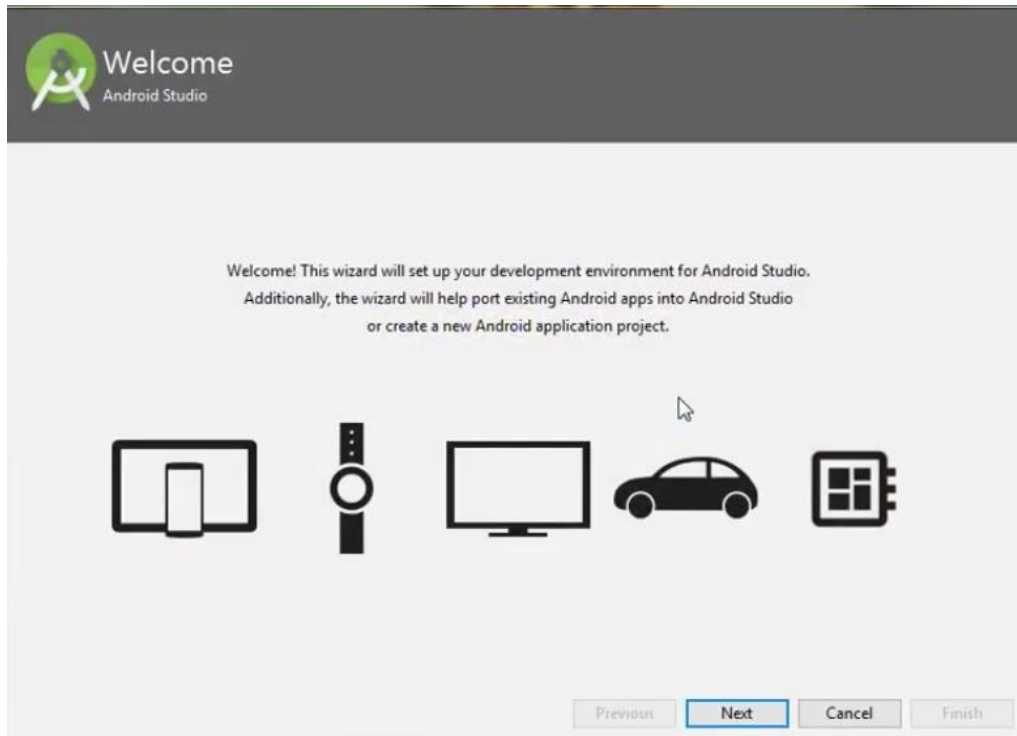 Welcome
Android Studio
Welcome! This wizard will set up your development environment for Android Studio.
Additionally, the wizard will help port existing Android apps into Android Studio
or create a new Android application project.
Previous Next Cancel Finish